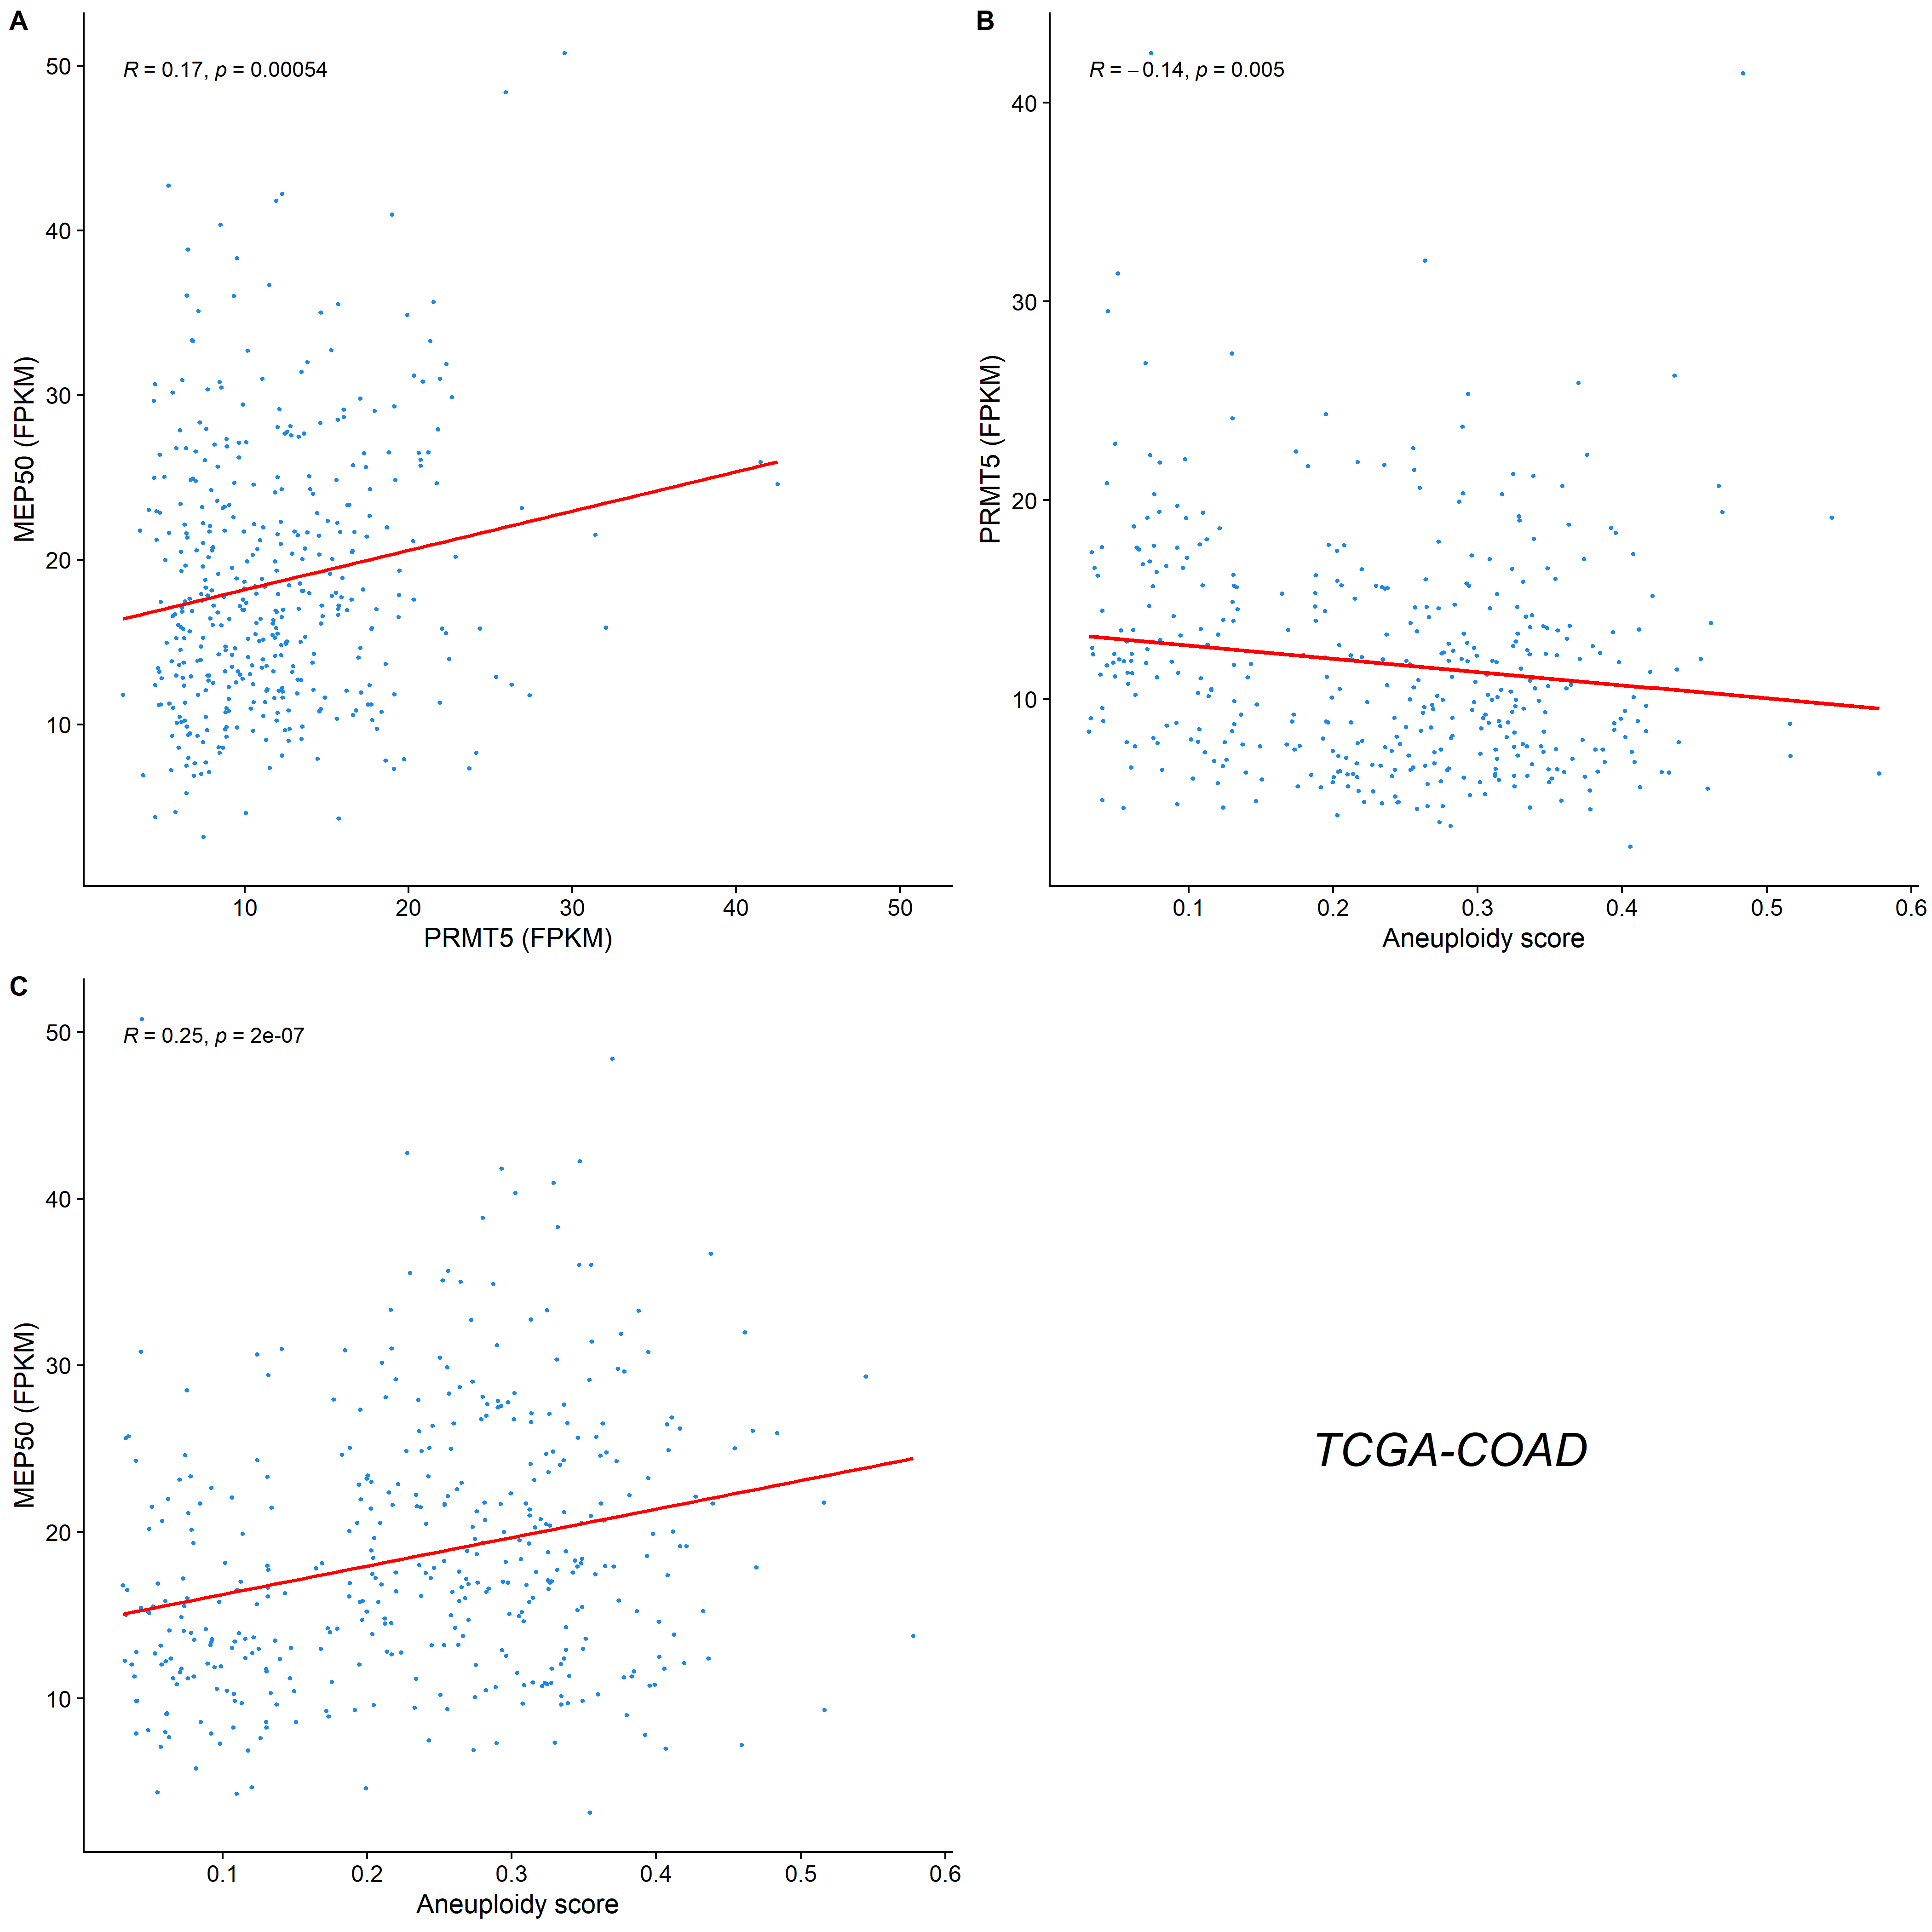 A
R = 0.17, p = 0.00054
50
40
30
20
10
MEP50 (FPKM)
10 20 30 40 50
PRMT5 (FPKM)
B
R = −0.14, p = 0.005
40
30
20
10
PRMT5 (FPKM)
0.1 0.2 0.3 0.4 0.5 0.6
Aneuploidy score
C
R = 0.25, p = 2e-07
50
40
30
20
10
MEP50 (FPKM)
0.1 0.2 0.3 0.4 0.5 0.6
Aneuploidy score
TCGA-COAD